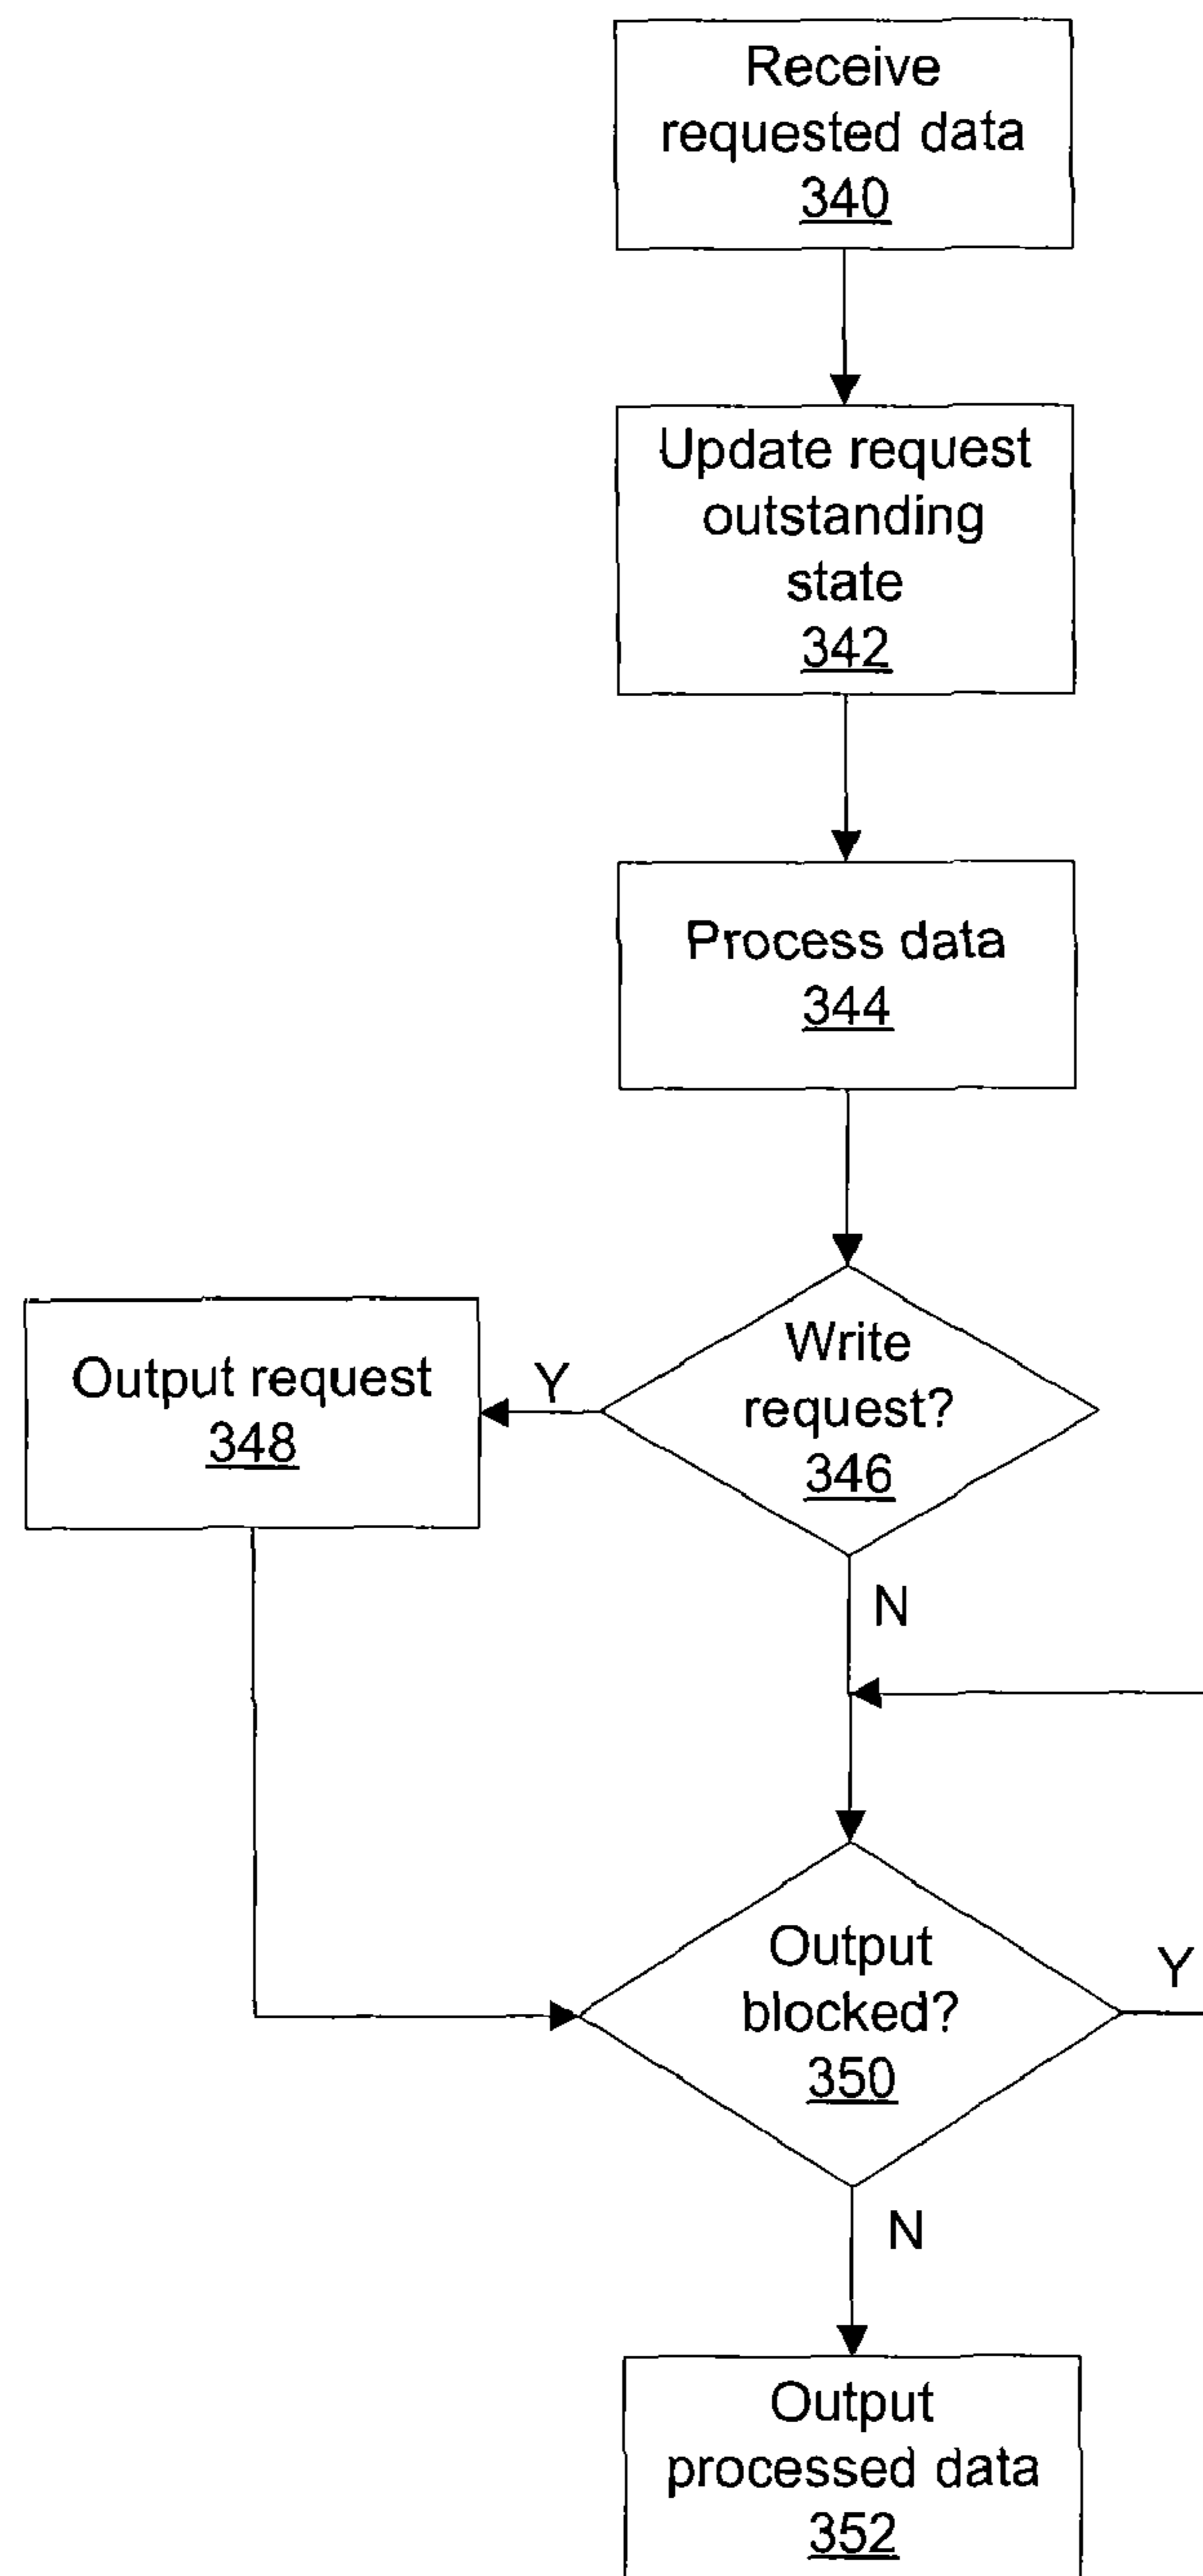 Receive
requested data
340
Update request
outstanding
state
342
Process data
344
Write
request?
346
Y
Output request
348
N
Output
blocked?
350
Y
N
Output
processed data
352